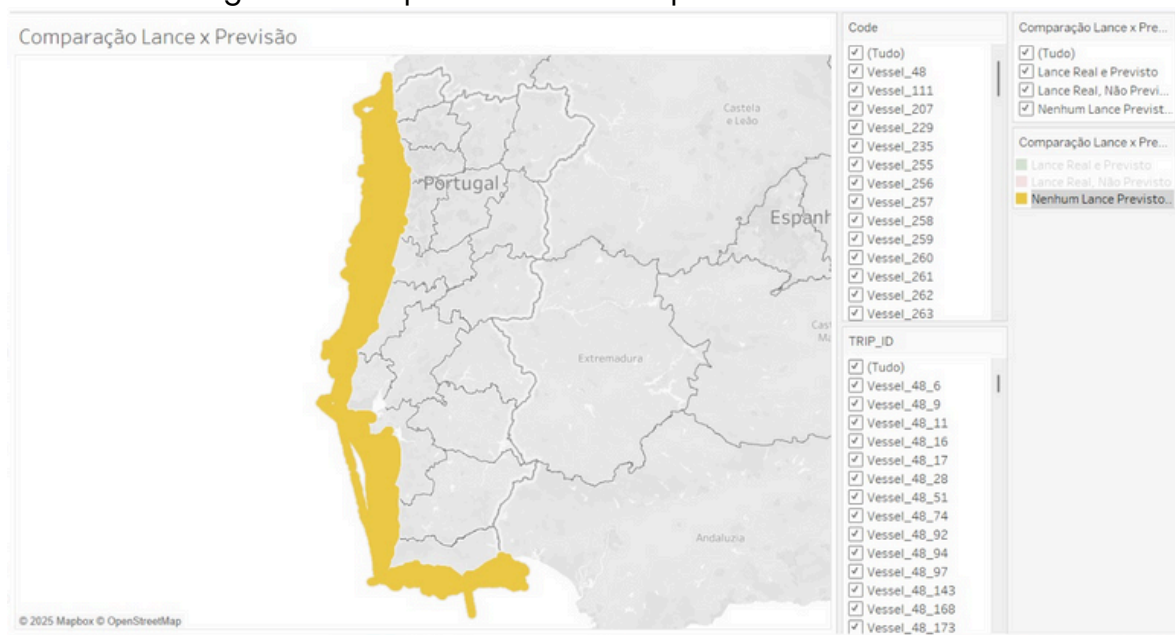 Comparação Lance x Previsão
Castela
e Leão
Portugal
Espanh
Extremadura
Andaluzia
© 2025 Mapbox © OpenStreetMap
Code
(Tudo)
Vessel_48
Vessel_111
Vessel_207
Vessel_229
Vessel_235
Vessel_255
Vessel_256
Vessel_257
Vessel_258
Vessel_259
Vessel_260
Vessel_261
Vessel_262
Vessel_263
TRIP_ID
(Tudo)
Vessel_48_6
Vessel_48_9
Vessel_48_11
Vessel_48_16
Vessel_48_17
Vessel_48_28
Vessel_48_51
Vessel_48_74
Vessel_48_92
Vessel_48_94
Vessel_48_97
Vessel_48_143
Vessel_48_168
Vessel_48_173
Comparação Lance x Pre...
(Tudo)
Lance Real e Previsto
Lance Real, Não Previ...
Nenhum Lance Previst...
Comparação Lance x Pre...
Lance Real e Previsto
Lance Real, Não Previsto
Nenhum Lance Previsto...